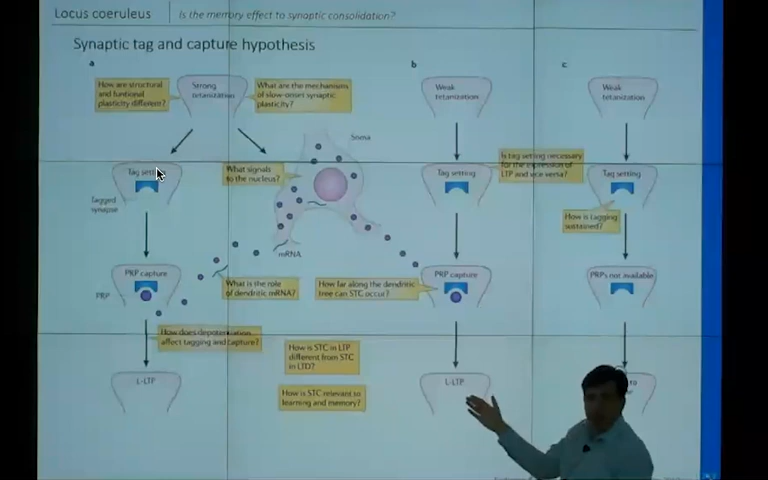 Locus coeruleus
Is the memory effect to synaptic consolidation?
Synaptic tag and capture hypothesis
a
How are structural
and funtional
plasticity different?
Strong
tetanization
What are the mechanisms
of slow-onset synaptic
plasticity?
Soma
Tag setting
What signals
to the nucleus?
Tagged
synapse
mRNA
PRP capture
PRP
What is the role
of dendritic mRNA?
How far along the dendritic
tree can STC occur?
How does depotentiation
affect tagging and capture?
How is STC in LTP
different from STC
in LTD?
How is STC relevant to
learning and memory?
L-LTP
b
Weak
tetanization
Tag setting
PRP capture
L-LTP
c
Weak
tetanization
Is tag setting necessary
for the expression of
LTP and vice versa?
Tag setting
How is tagging
sustained?
PRPs not available
to